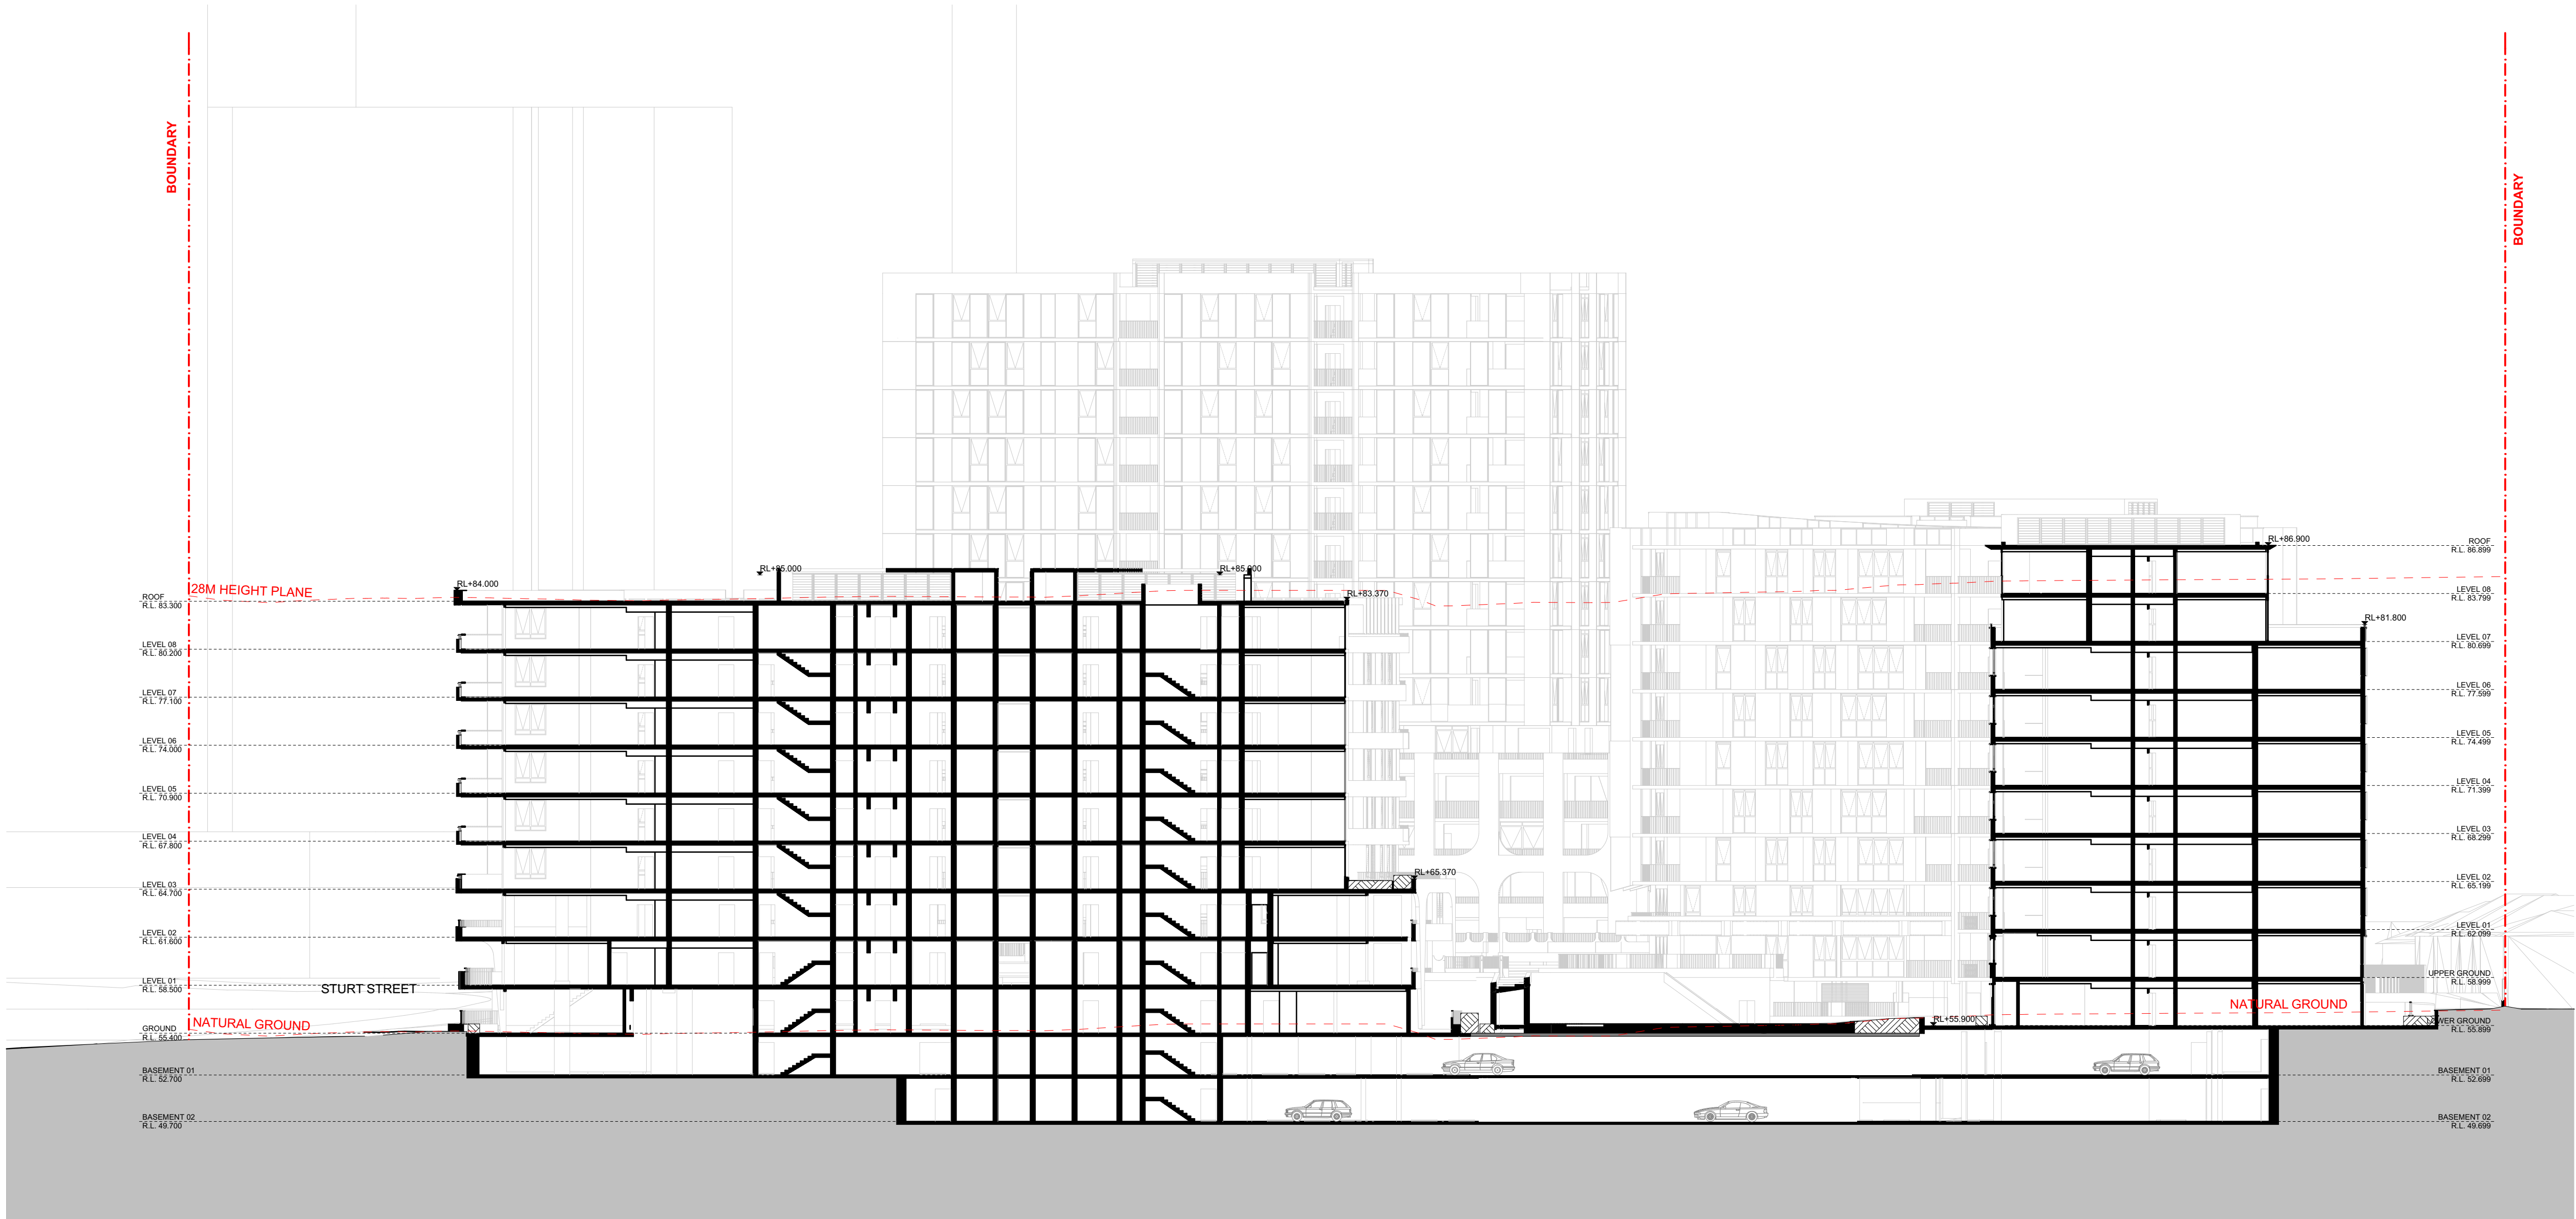 BOUNDARY
BOUNDARY
RL+86.900
ROOF
R.L. 86.899
RL+85.000
RL+85.000
RL+84.000
28M HEIGHT PLANE
ROOF
R.L. 83.300
RL+83.370
LEVEL 08
R.L. 83.799
RL+81.800
LEVEL 08
R.L. 80.200
LEVEL 07
R.L. 80.699
LEVEL 07
R.L. 77.100
LEVEL 06
R.L. 77.599
LEVEL 06
R.L. 74.000
LEVEL 05
R.L. 74.499
LEVEL 05
R.L. 70.900
LEVEL 04
R.L. 71.399
LEVEL 04
R.L. 67.800
LEVEL 03
R.L. 68.299
RL+65.370
LEVEL 03
R.L. 64.700
LEVEL 02
R.L. 65.199
LEVEL 02
R.L. 61.600
LEVEL 01
R.L. 62.099
LEVEL 01
R.L. 58.500
STURT STREET
UPPER GROUND
R.L. 58.999
NATURAL GROUND
NATURAL GROUND
RL+55.900
GROUND
R.L. 55.400
LOWER GROUND
R.L. 55.899
BASEMENT 01
R.L. 52.700
BASEMENT 01
R.L. 52.699
BASEMENT 02
R.L. 49.700
BASEMENT 02
R.L. 49.699